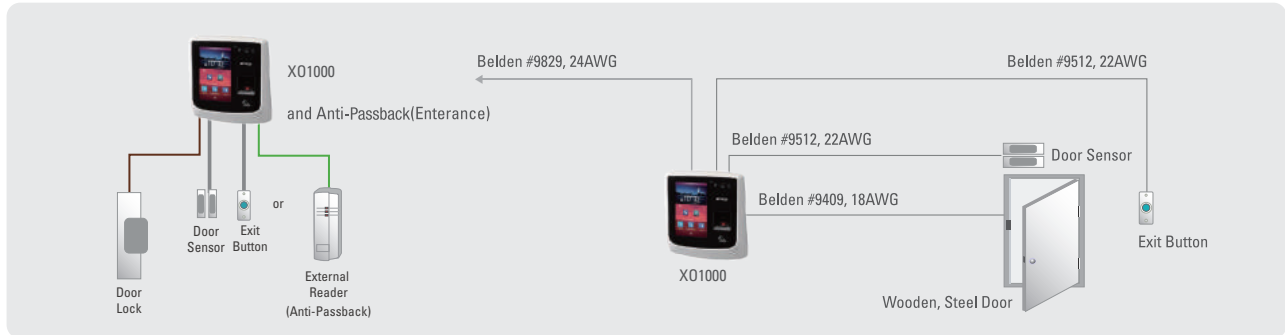 XO1000
and Anti-Passback(Enterance)
Door
Sensor
Exit
Button
or
Door
Lock
External
Reader
(Anti-Passback)
Belden #9829, 24AWG
Belden #9512, 22AWG
Belden #9512, 22AWG
Door Sensor
Belden #9409, 18AWG
XO1000
Exit Button
Wooden, Steel Door